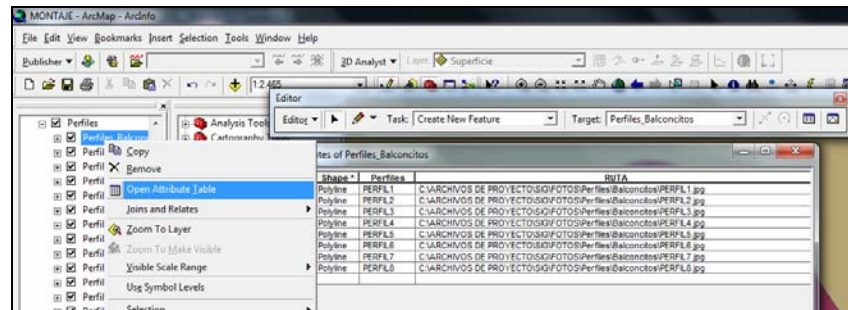 MONTAJE - ArcMap - ArcInfo
File Edit View Bookmarks Insert Selection Tools Window Help
Publisher 3D Analyst Layer: Superficie
1:2.465
Editor
Editor Task: Create New Feature Target: Perfiles_Balconcitos
Perfiles
Perfiles_Balconc
Analysis Tools
Cartography
Perfil
Perfil
Perfil
Perfil
Perfil
Perfil
Perfil
Perfil
Perfil
Perfil
Copy
Remove
Open Attribute Table
Joins and Relates
Zoom To Layer
Zoom To Make Visible
Visible Scale Range
Use Symbol Levels
Selection
tes of Perfiles_Balconcitos
Shape * Perfiles RUTA
Polyline PERFIL1 C:\ARCHIVOS DE PROYECTO\SIG\FOTOS\Perfiles\Balconcitos\PERFIL1.jpg
Polyline PERFIL2 C:\ARCHIVOS DE PROYECTO\SIG\FOTOS\Perfiles\Balconcitos\PERFIL2.jpg
Polyline PERFIL3 C:\ARCHIVOS DE PROYECTO\SIG\FOTOS\Perfiles\Balconcitos\PERFIL3.jpg
Polyline PERFIL4 C:\ARCHIVOS DE PROYECTO\SIG\FOTOS\Perfiles\Balconcitos\PERFIL4.jpg
Polyline PERFIL5 C:\ARCHIVOS DE PROYECTO\SIG\FOTOS\Perfiles\Balconcitos\PERFIL5.jpg
Polyline PERFIL6 C:\ARCHIVOS DE PROYECTO\SIG\FOTOS\Perfiles\Balconcitos\PERFIL6.jpg
Polyline PERFIL7 C:\ARCHIVOS DE PROYECTO\SIG\FOTOS\Perfiles\Balconcitos\PERFIL7.jpg
Polyline PERFIL8 C:\ARCHIVOS DE PROYECTO\SIG\FOTOS\Perfiles\Balconcitos\PERFIL8.jpg